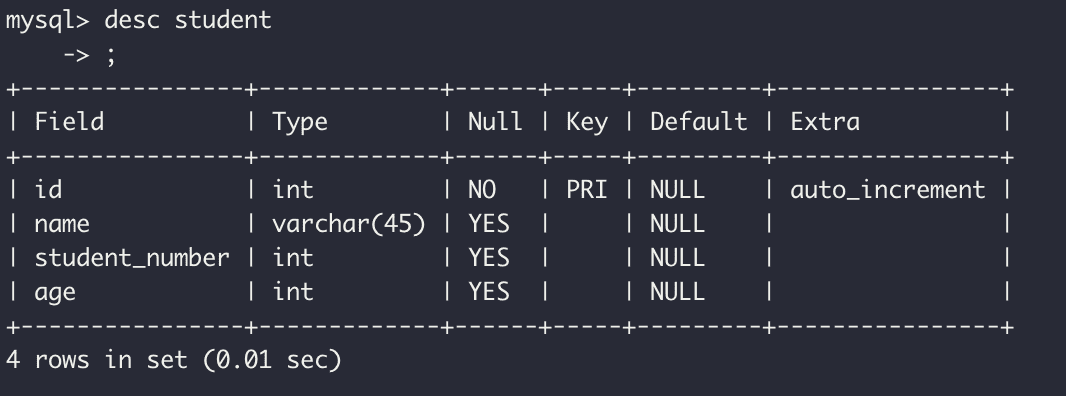 mysql> desc student
    -> ;
+----------------+-------------+------+-----+---------+----------------+
| Field          | Type        | Null | Key | Default | Extra          |
+----------------+-------------+------+-----+---------+----------------+
| id             | int         | NO   | PRI | NULL    | auto_increment |
| name           | varchar(45) | YES  |     | NULL    |                |
| student_number | int         | YES  |     | NULL    |                |
| age            | int         | YES  |     | NULL    |                |
+----------------+-------------+------+-----+---------+----------------+
4 rows in set (0.01 sec)